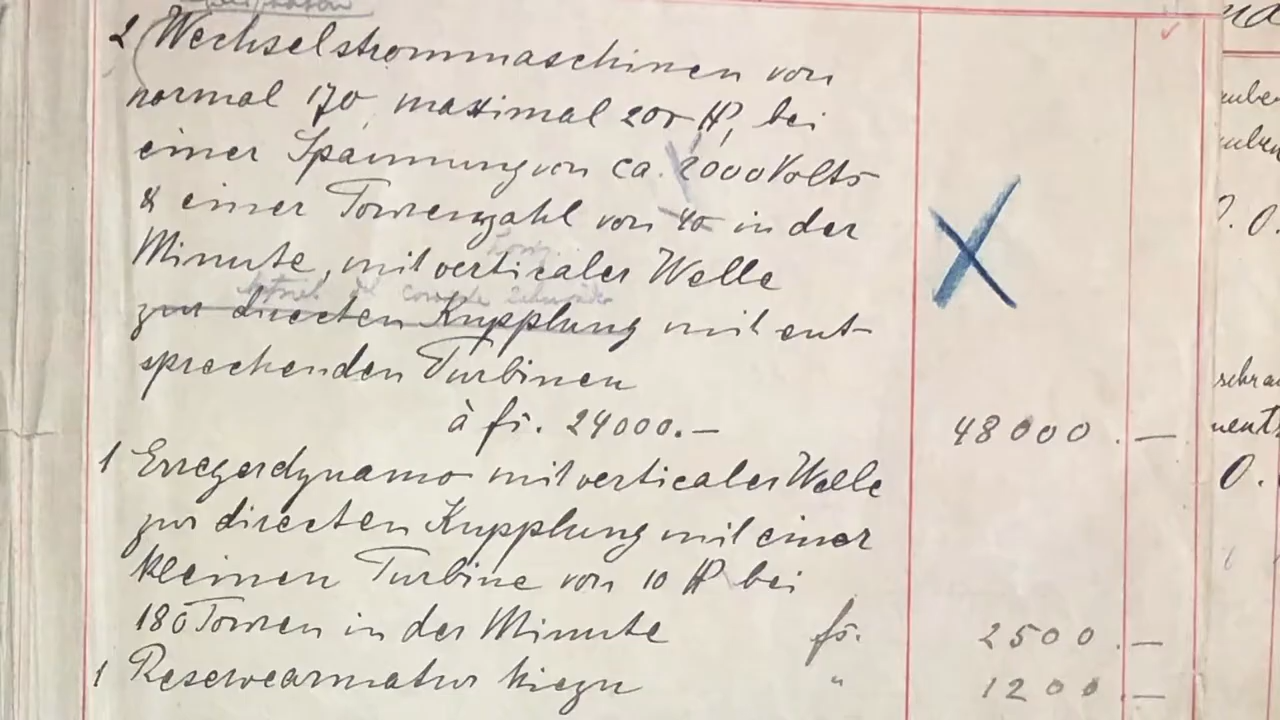 2 Wechselstrommaschinen von
normal 170, maximal 200 HP, bei
einer Spannung von ca. 2000 Volts
& einer Tourenzahl von 40 in der
Minute, mit verticaler Welle
zur directen Kupplung mit ent-
sprechenden Turbinen
à fs. 24000.— 48000.—
1 Erregerdynamo mit verticaler Welle
zur directen Kupplung mit einer
kleinen Turbine von 10 HP bei
180 Touren in der Minute fs. 2500.—
1 Reservearmatur hiezu " 1200.—